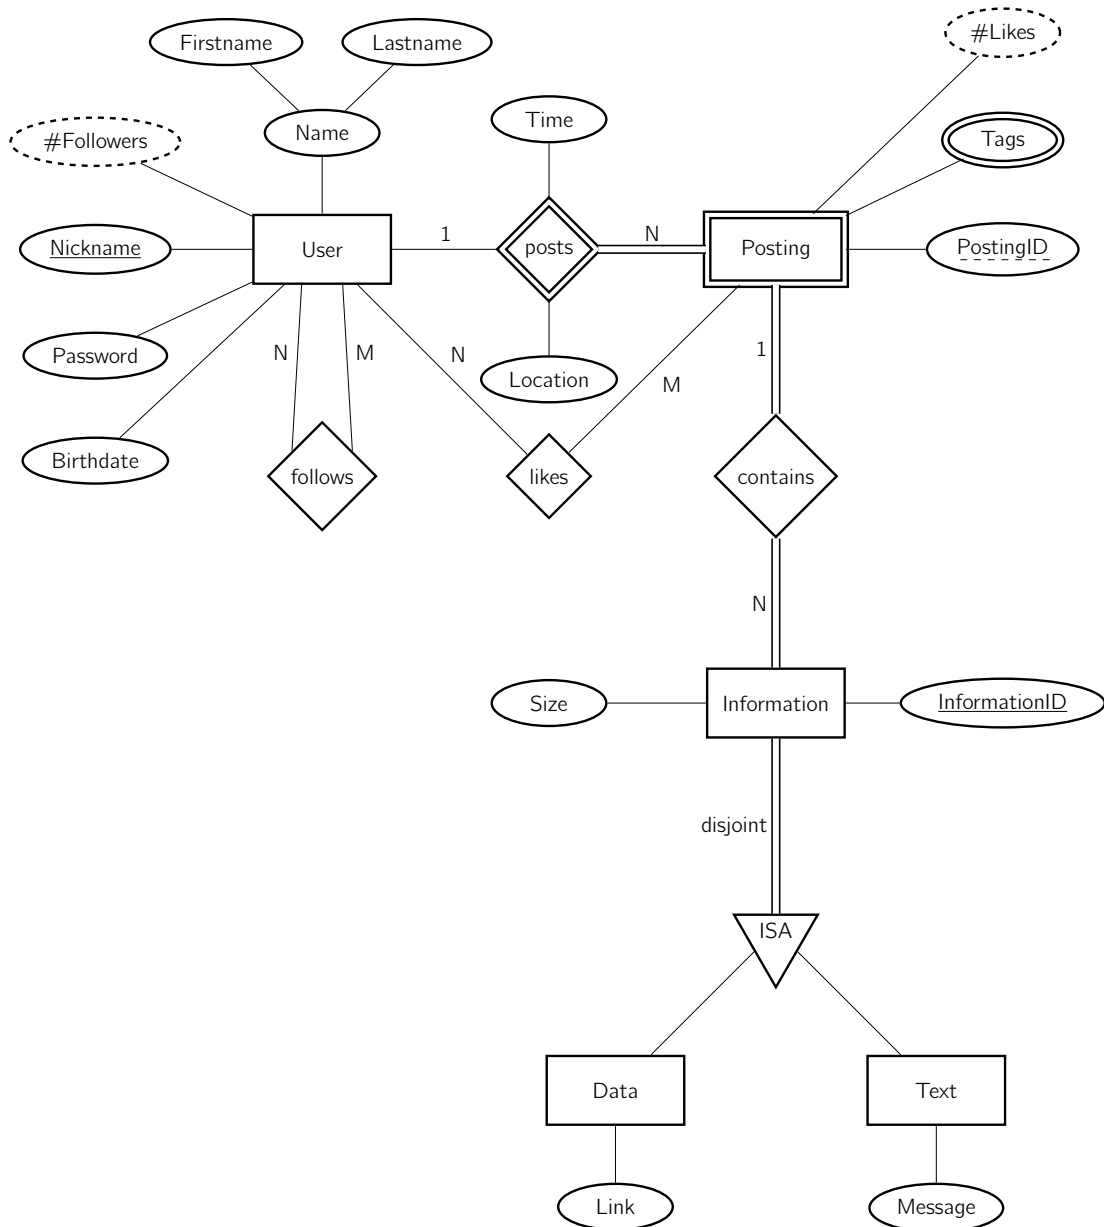 #Likes
Firstname
Lastname
Time
Name
#Followers
Tags
1
N
Nickname
User
posts
Posting
PostingID
N
M
N
1
Password
Location
M
Birthdate
follows
likes
contains
N
Size
Information
InformationID
disjoint
ISA
Data
Text
Link
Message